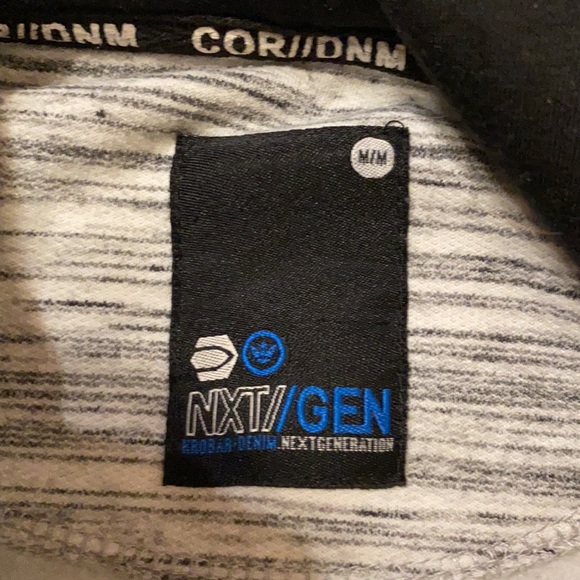 R//DNM COR//DNM
M/M
NXT//GEN
KROBAR-DENIM.NEXTGENERATION